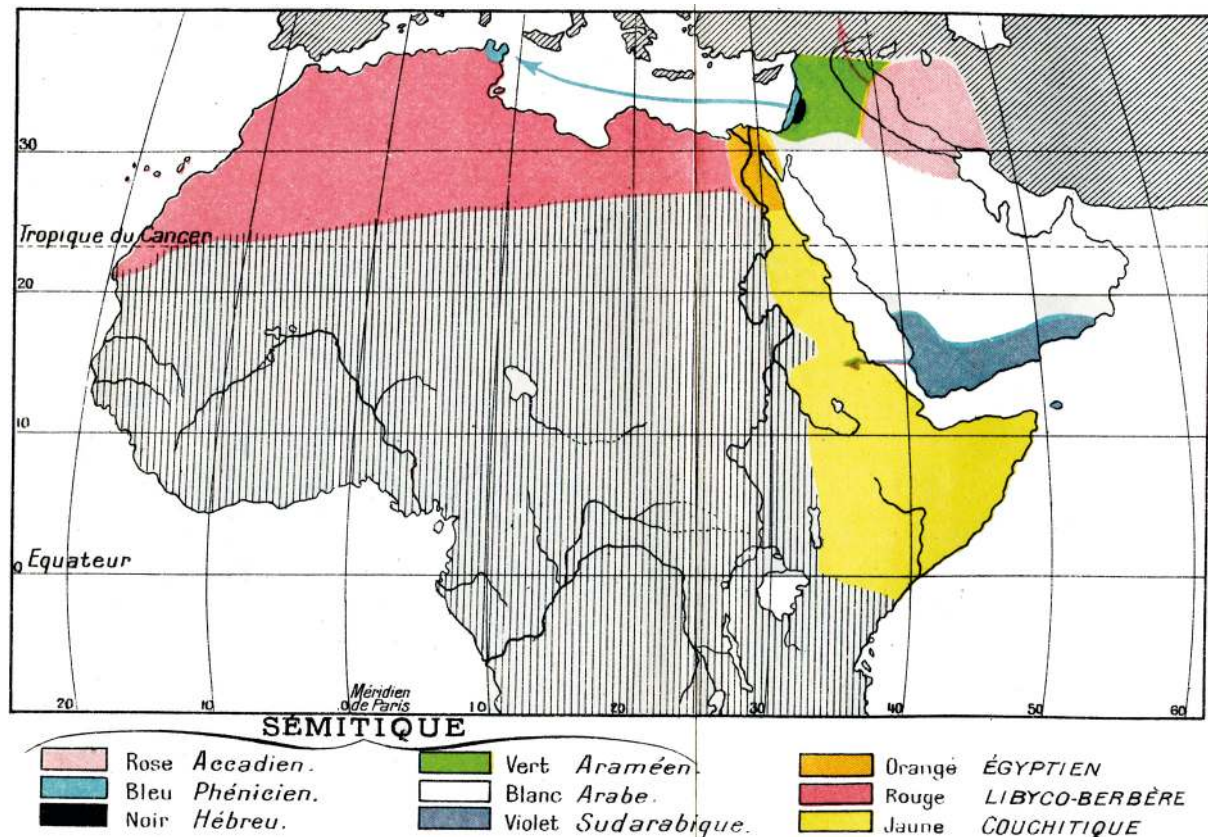 30
Tropique du Cancer
20
10
0 Equateur
20 10 0 Méridien de Paris 10 20 30 40 50 60
SÉMITIQUE
Rose Accadien.
Bleu Phénicien.
Noir Hébreu.
Vert Araméen.
Blanc Arabe.
Violet Sudarabique.
Orangé ÉGYPTIEN
Rouge LIBYCO-BERBÈRE
Jaune COUCHITIQUE